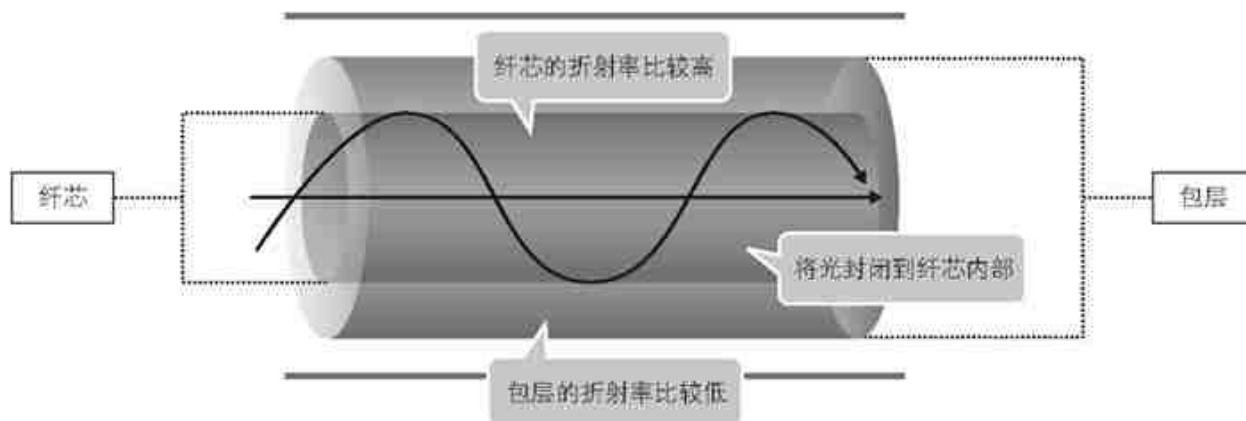 纤芯的折射率比较高
纤芯
包层
将光封闭到纤芯内部
包层的折射率比较低